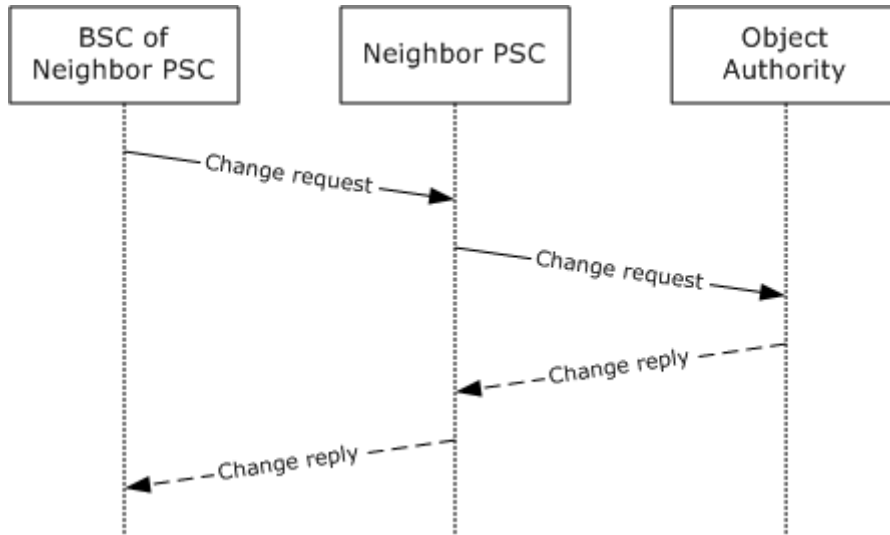 BSC of
Neighbor PSC
Neighbor PSC
Object
Authority
Change request
Change request
Change reply
Change reply